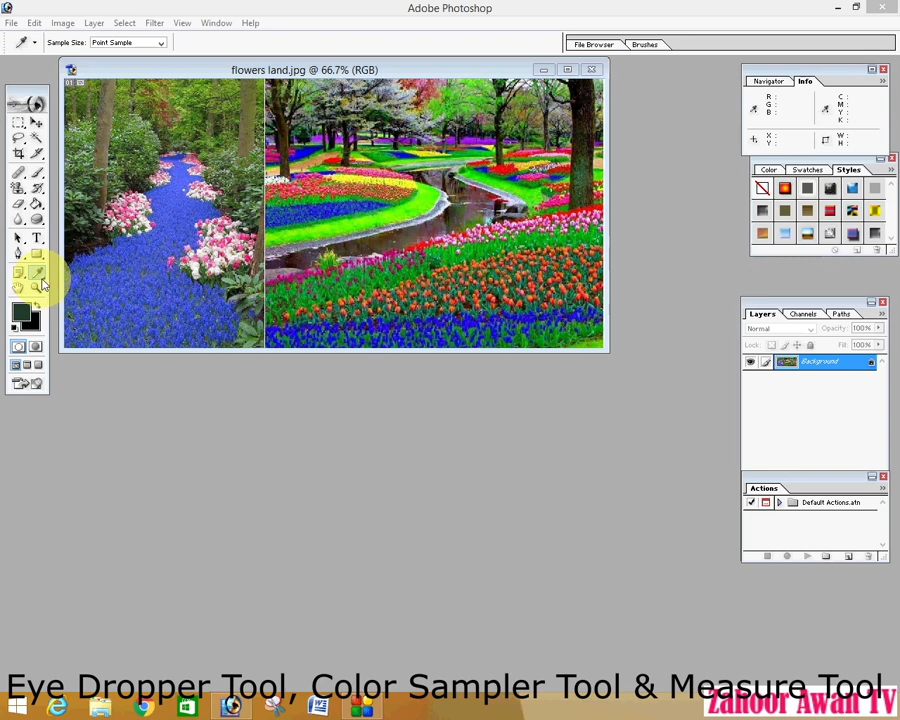 Adobe Photoshop
File Edit Image Layer Select Filter View Window Help
Sample Size: Point Sample
File Browser Brushes
flowers land.jpg @ 66.7% (RGB)
Navigator Info
R : C :
G : M :
B : Y :
K :
X : W :
Y : H :
Color Swatches Styles
T
Layers Channels Paths
Normal Opacity: 100%
Lock: Fill: 100%
Background
Actions
Default Actions.atn
Eye Dropper Tool, Color Sampler Tool & Measure Tool
Zahoor Awan TV